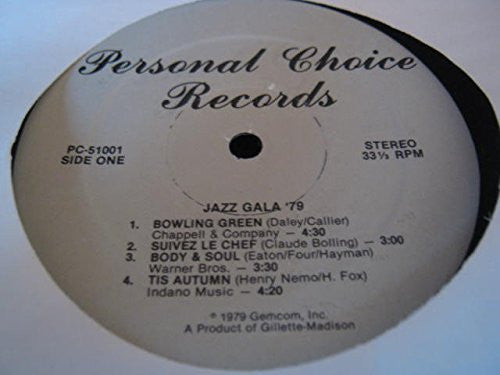 Personal Choice
Records
PC-51001
SIDE ONE
STEREO
33⅓ RPM
JAZZ GALA '79
1. BOWLING GREEN (Daley/Callier)
Chappell & Company — 4:30
2. SUIVEZ LE CHEF (Claude Bolling) — 3:00
3. BODY & SOUL (Eaton/Four/Hayman)
Warner Bros. — 3:30
4. TIS AUTUMN (Henry Nemo/H. Fox)
Indano Music — 4:20
℗ 1979 Gemcom, Inc.
A Product of Gillette-Madison